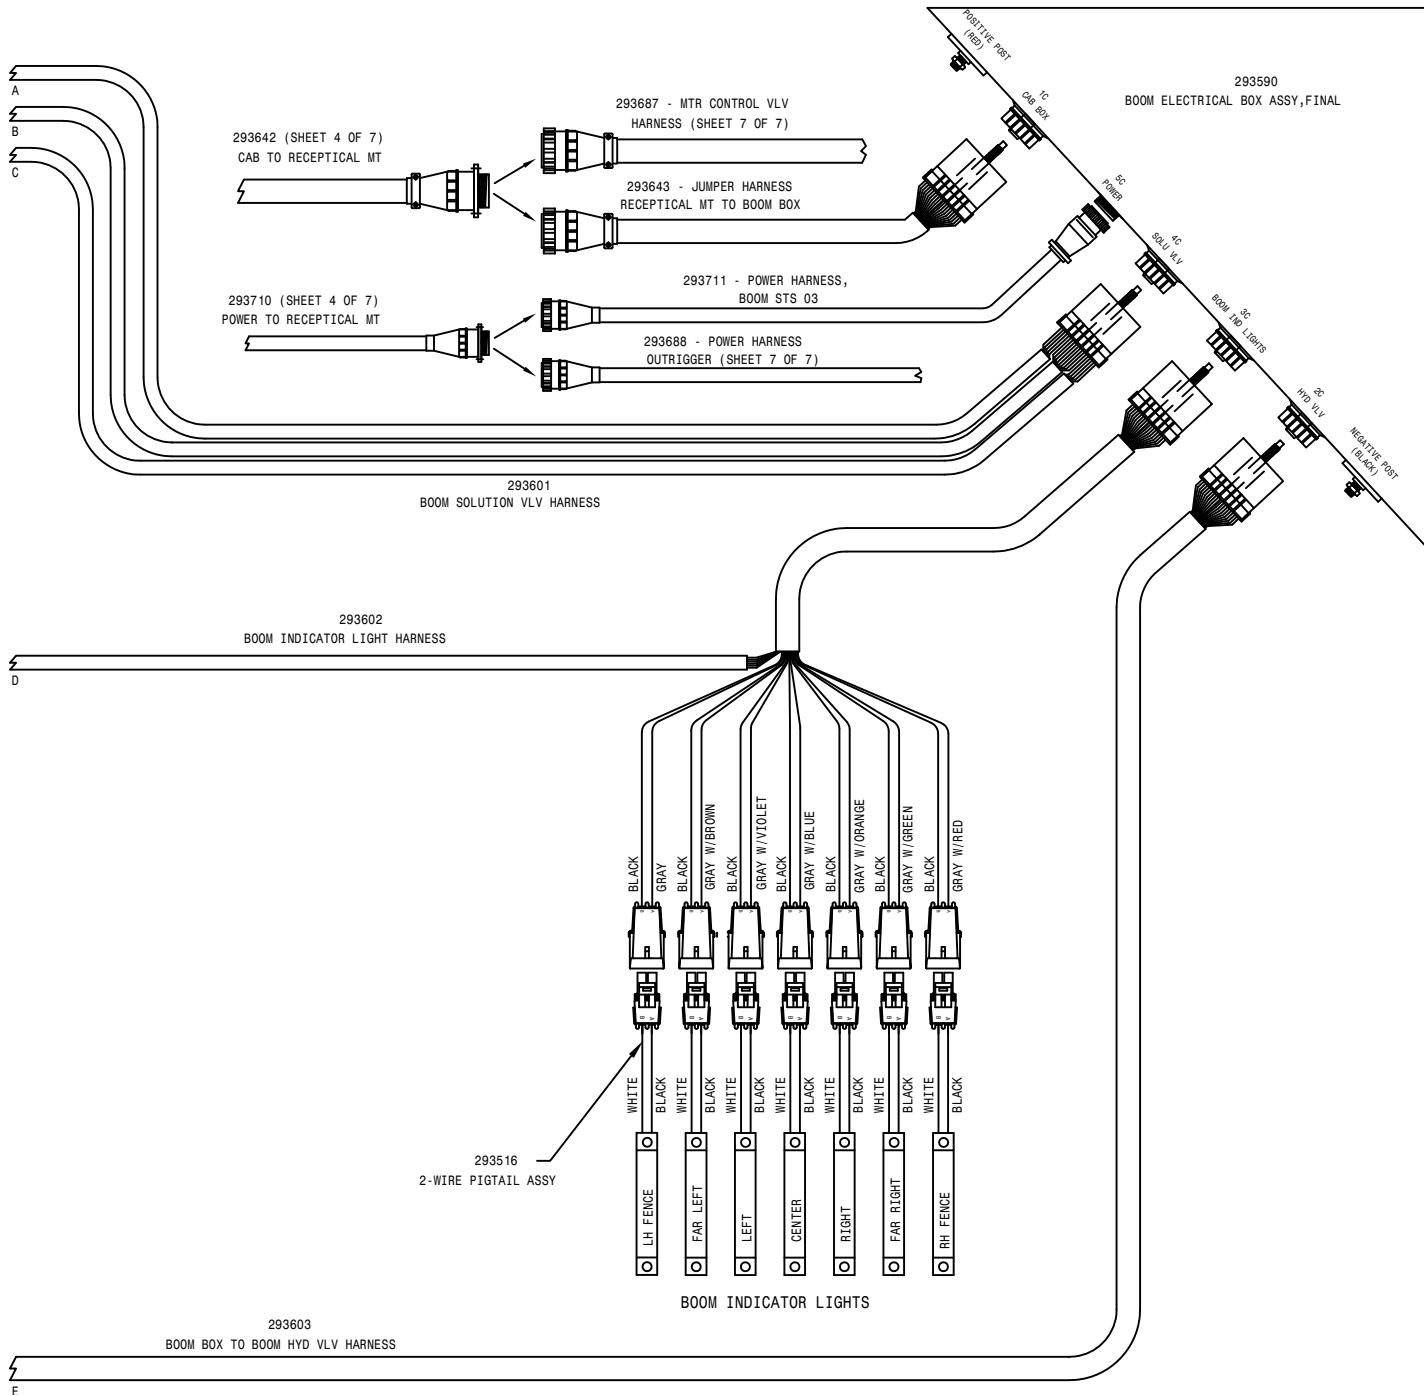 POSITIVE POST
(RED)
1C
CAB BOX
293590
BOOM ELECTRICAL BOX ASSY,FINAL
A
B
C
293642 (SHEET 4 OF 7)
CAB TO RECEPTICAL MT
293687 - MTR CONTROL VLV
HARNESS (SHEET 7 OF 7)
293643 - JUMPER HARNESS
RECEPTICAL MT TO BOOM BOX
5C
POWER
4C
SOLU VLV
293710 (SHEET 4 OF 7)
POWER TO RECEPTICAL MT
293711 - POWER HARNESS,
BOOM STS 03
293688 - POWER HARNESS
OUTRIGGER (SHEET 7 OF 7)
3C
BOOM IND LIGHTS
2C
HYD VLV
NEGATIVE POST
(BLACK)
293601
BOOM SOLUTION VLV HARNESS
293602
BOOM INDICATOR LIGHT HARNESS
D
BLACK
GRAY
BLACK
GRAY W/BROWN
BLACK
GRAY W/VIOLET
BLACK
GRAY W/BLUE
BLACK
GRAY W/ORANGE
BLACK
GRAY W/GREEN
BLACK
GRAY W/RED
B A
B A
B A
B A
B A
B A
B A
B A
B A
B A
B A
B A
B A
B A
WHITE
BLACK
WHITE
BLACK
WHITE
BLACK
WHITE
BLACK
WHITE
BLACK
WHITE
BLACK
WHITE
BLACK
293516
2-WIRE PIGTAIL ASSY
LH FENCE
FAR LEFT
LEFT
CENTER
RIGHT
FAR RIGHT
RH FENCE
BOOM INDICATOR LIGHTS
293603
BOOM BOX TO BOOM HYD VLV HARNESS
E